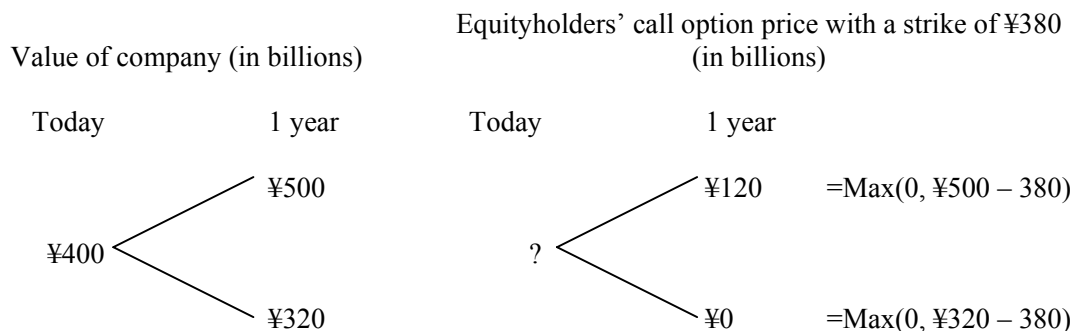 Equityholders’ call option price with a strike of ¥380
Value of company (in billions) (in billions)
Today 1 year Today 1 year
¥500 ¥120 =Max(0, ¥500 – 380)
¥400 ?
¥320 ¥0 =Max(0, ¥320 – 380)